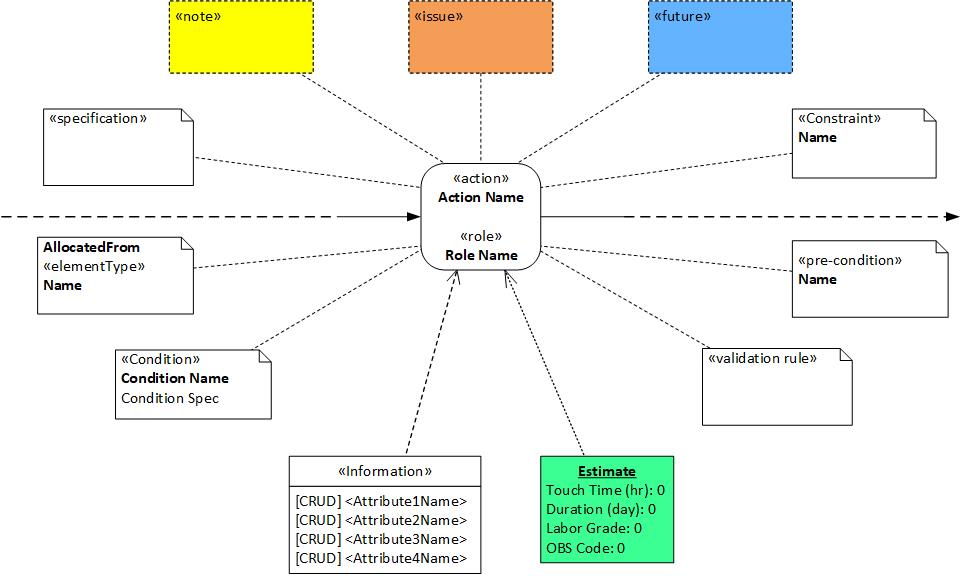 «note»
«issue»
«future»
«specification»
«Constraint»
Name
«action»
Action Name
«role»
Role Name
AllocatedFrom
«elementType»
Name
«pre-condition»
Name
«Condition»
Condition Name
Condition Spec
«validation rule»
«Information»
[CRUD] <Attribute1Name>
[CRUD] <Attribute2Name>
[CRUD] <Attribute3Name>
[CRUD] <Attribute4Name>
Estimate
Touch Time (hr): 0
Duration (day): 0
Labor Grade: 0
OBS Code: 0